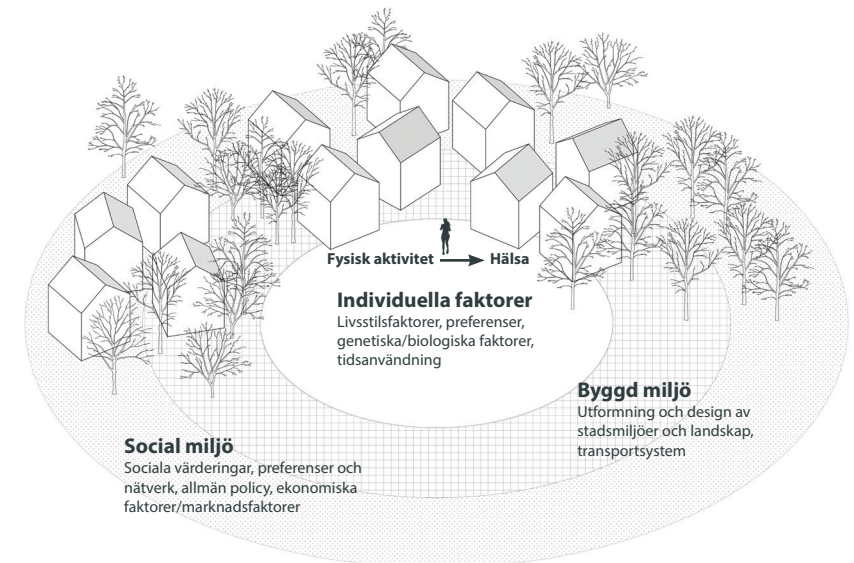 Fysisk aktivitet Hälsa
Individuella faktorer
Livsstilsfaktorer, preferenser,
genetiska/biologiska faktorer,
tidsanvändning
Byggd miljö
Utformning och design av
stadsmiljöer och landskap,
transportsystem
Social miljö
Sociala värderingar, preferenser och
nätverk, allmän policy, ekonomiska
faktorer/marknadsfaktorer